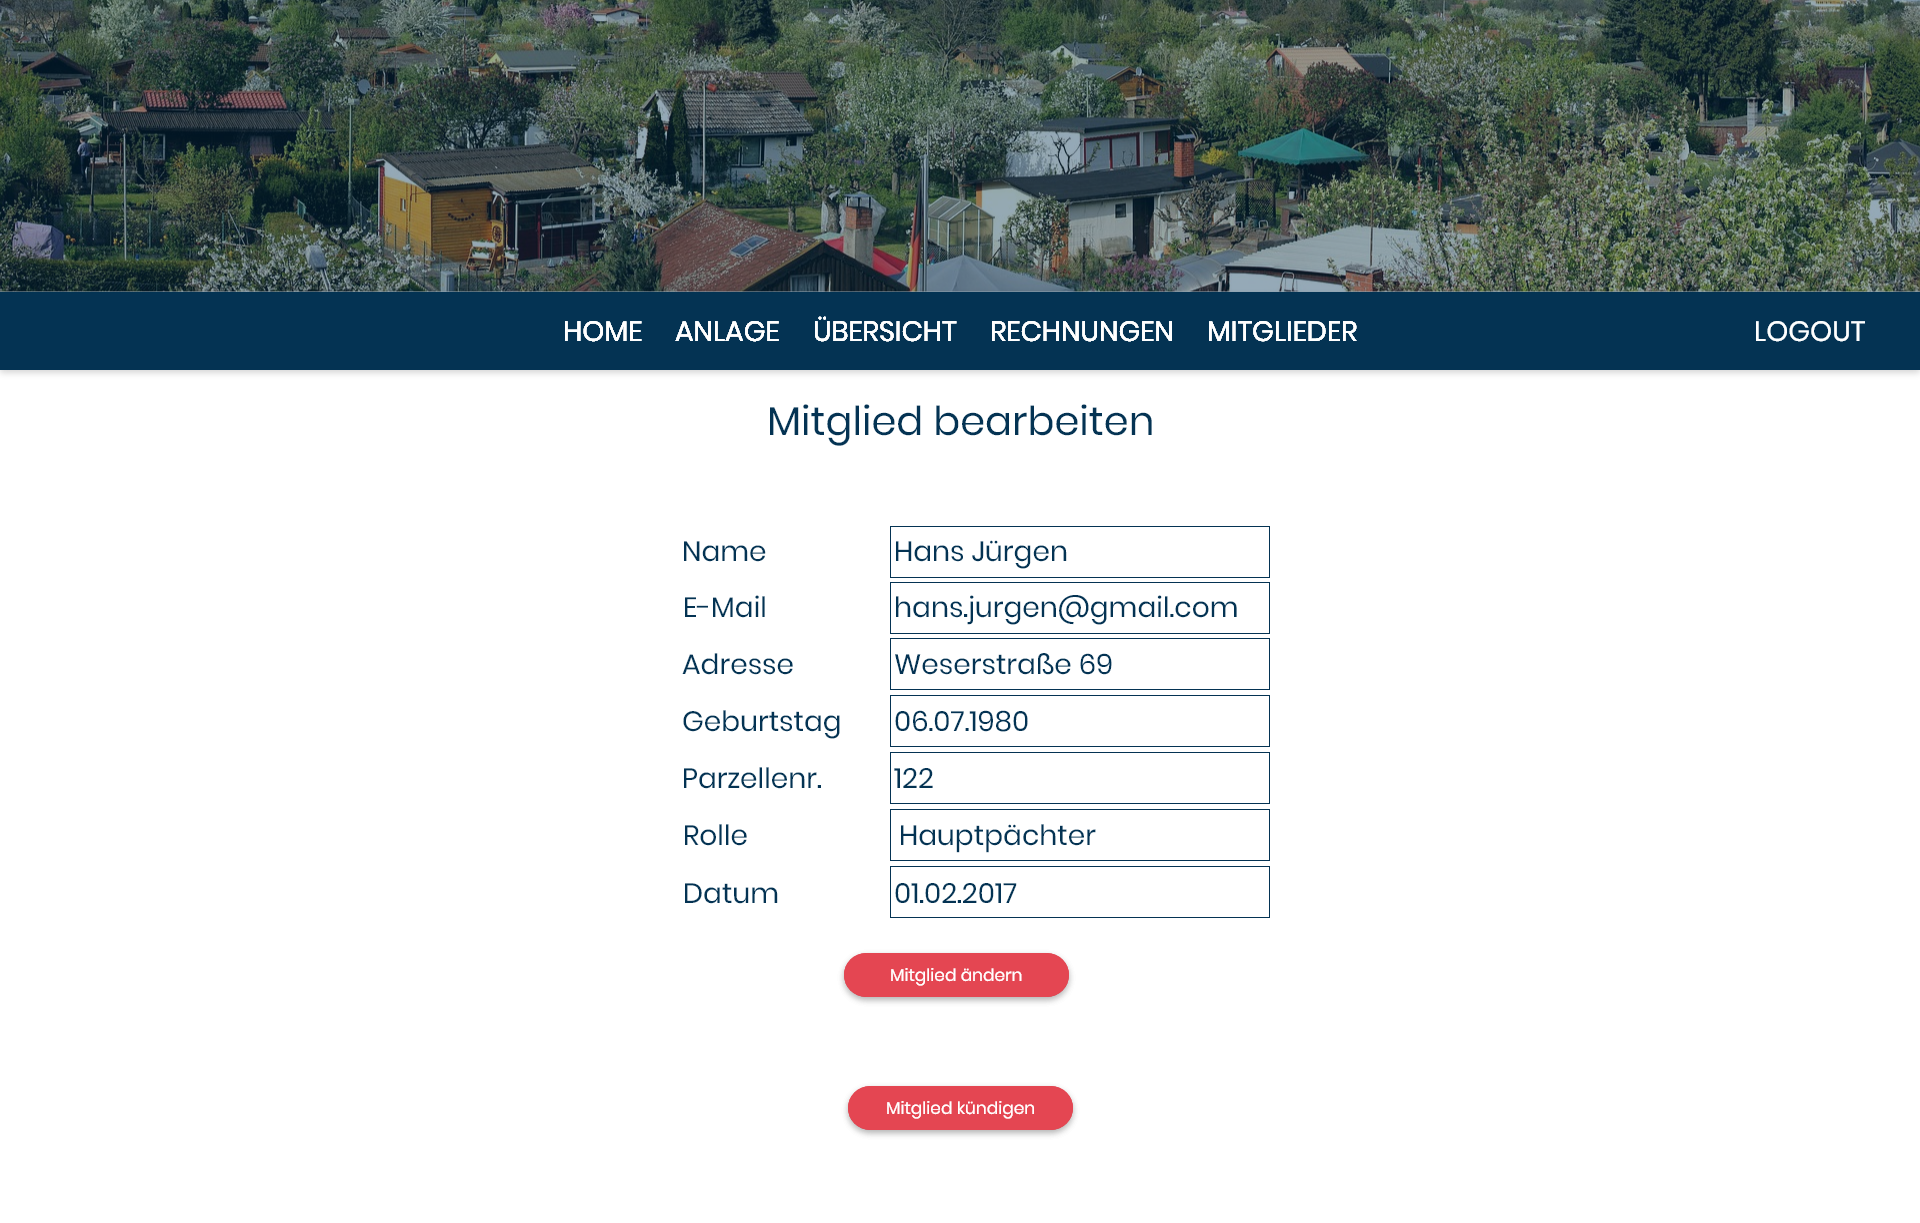 HOME ANLAGE ÜBERSICHT RECHNUNGEN MITGLIEDER LOGOUT
Mitglied bearbeiten
Name Hans Jürgen
E-Mail hans.jurgen@gmail.com
Adresse Weserstraße 69
Geburtstag 06.07.1980
Parzellenr. 122
Rolle Hauptpächter
Datum 01.02.2017
Mitglied ändern
Mitglied kündigen